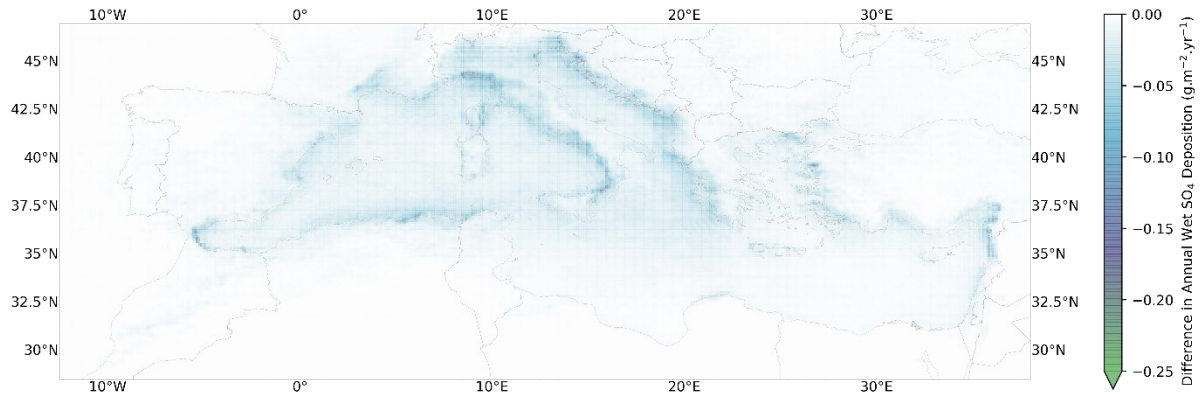 10°W 0° 10°E 20°E 30°E
45°N
42.5°N
40°N
37.5°N
35°N
32.5°N
30°N
45°N
42.5°N
40°N
37.5°N
35°N
32.5°N
30°N
10°W 0° 10°E 20°E 30°E
0.00
−0.05
−0.10
−0.15
−0.20
−0.25
Difference in Annual Wet SO₄ Deposition (g.m⁻².yr⁻¹)